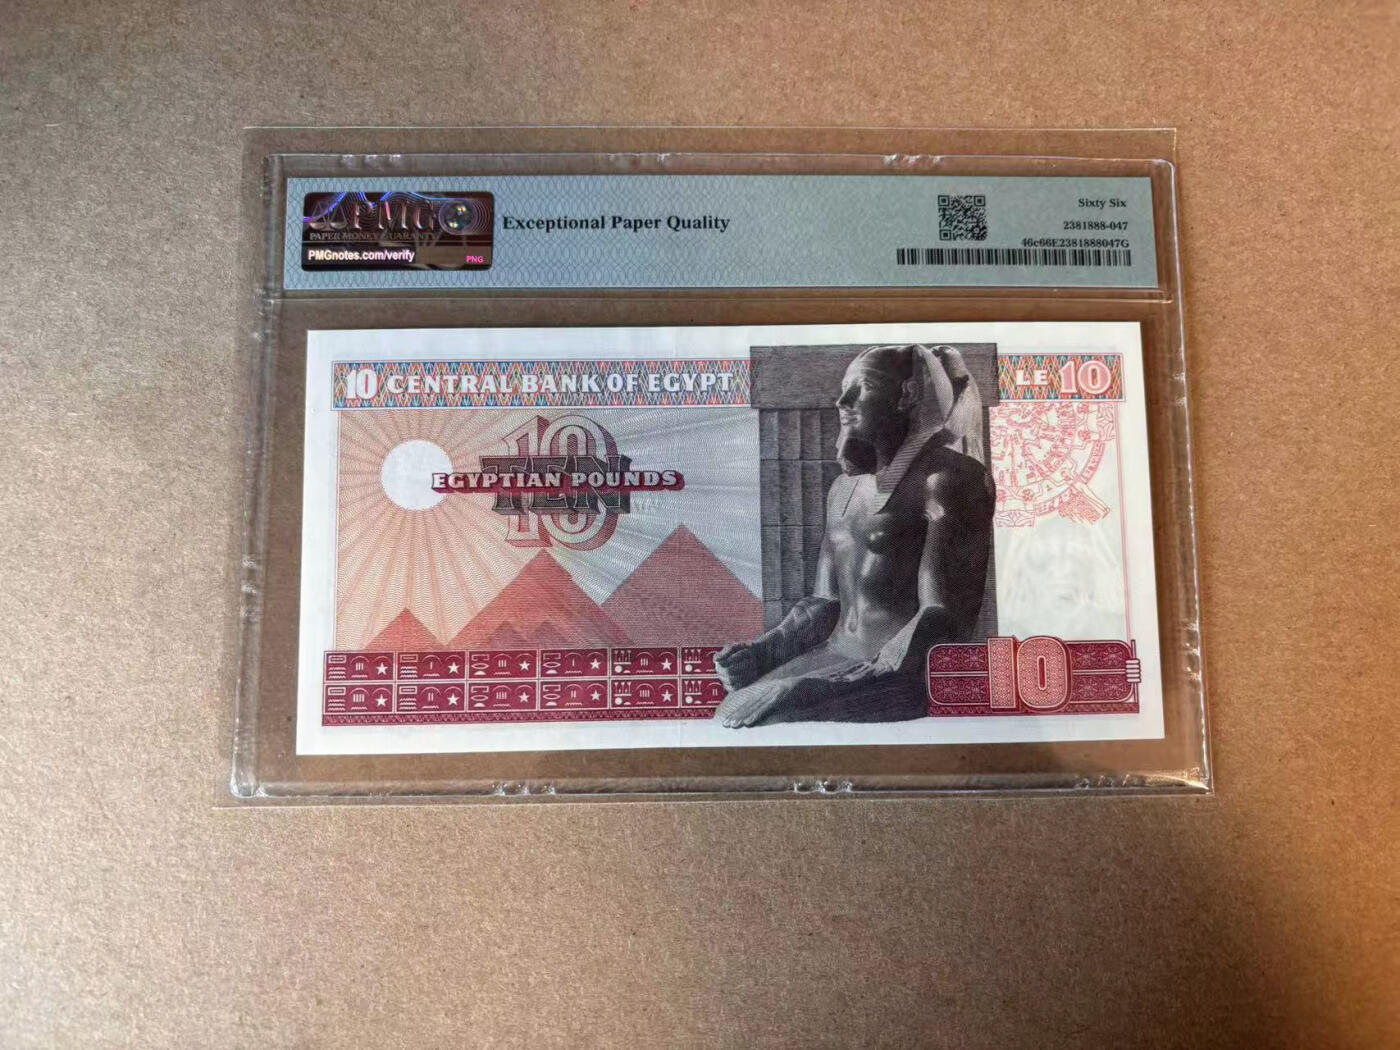 PMG
PAPER MONEY GUARANTY
PMGnotes.com/verify
PNG
Exceptional Paper Quality
Sixty Six
2381888-047
46c66E2381888047G
10 CENTRAL BANK OF EGYPT
LE 10
10
TEN
EGYPTIAN POUNDS
10
10